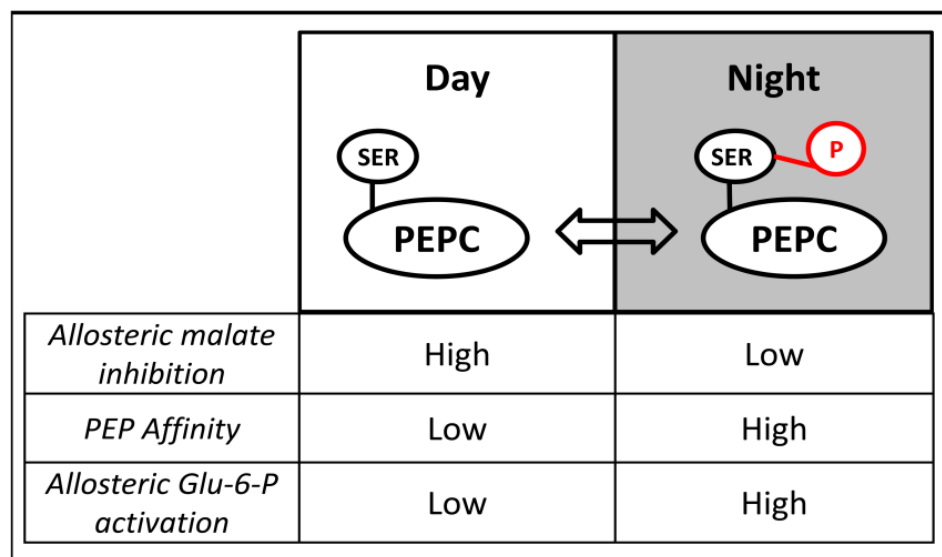 Day
Night
SER
SER
P
PEPC
PEPC
Allosteric malate
inhibition
High
Low
PEP Affinity
Low
High
Allosteric Glu-6-P
activation
Low
High